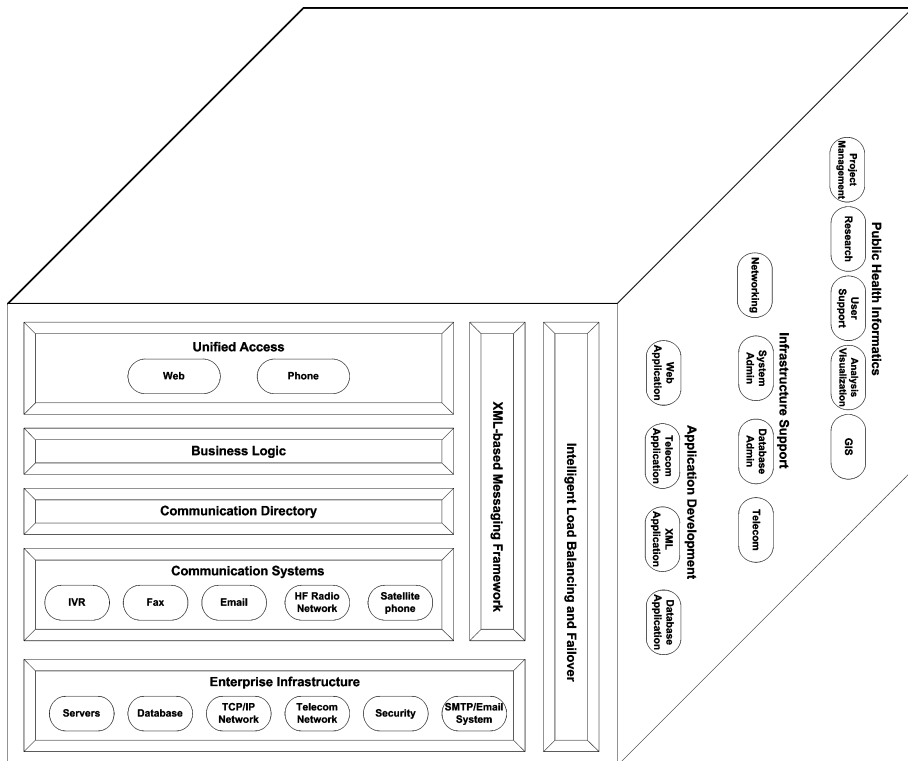 Unified Access
Web
Phone
Business Logic
Communication Directory
Communication Systems
IVR
Fax
Email
HF Radio
Network
Satellite
phone
Enterprise Infrastructure
Servers
Database
TCP/IP
Network
Telecom
Network
Security
SMTP/Email
System
XML-based Messaging Framework
Intelligent Load Balancing and Failover
Application Development
Web
Application
Telecom
Application
XML
Application
Database
Application
Infrastructure Support
Networking
System
Admin
Database
Admin
Telecom
Public Health Informatics
Project
Management
Research
User
Support
Analysis
Visualization
GIS